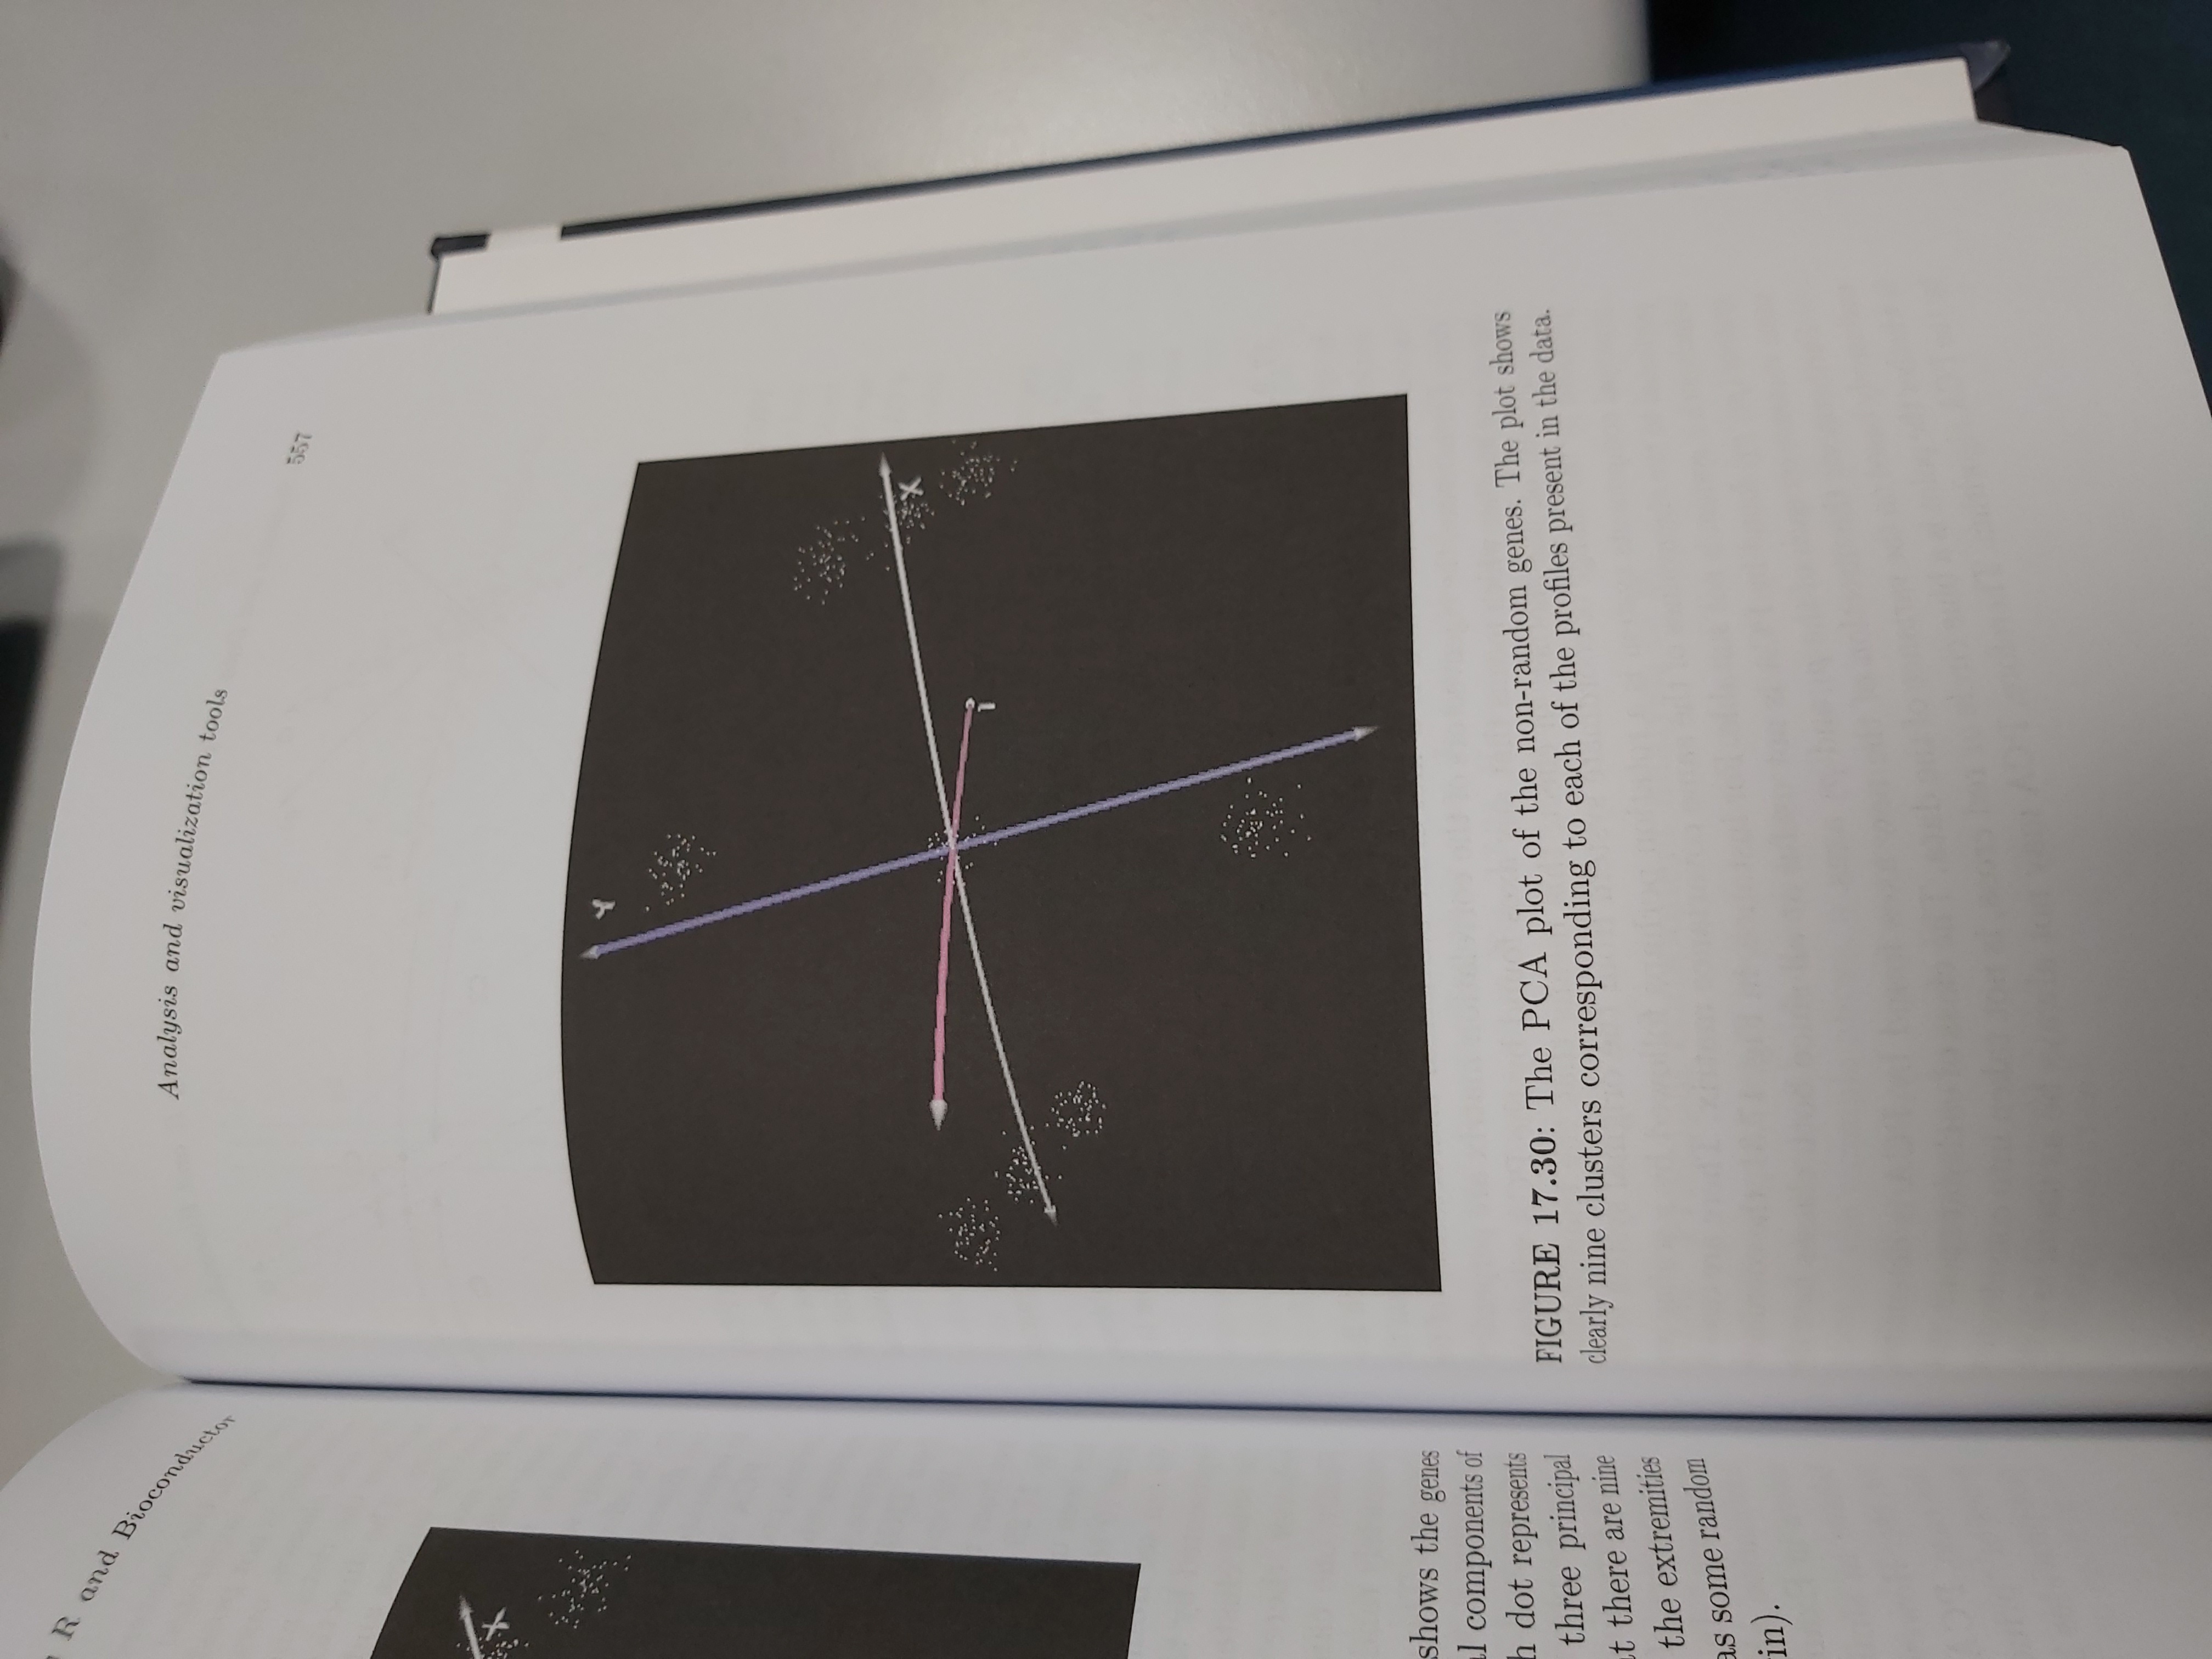 R and Bioconductor
shows the genes
components of
dot represents
three principal
there are nine
the extremities
as some random
in).
Analysis and visualization tools
557
Y
X
1
FIGURE 17.30: The PCA plot of the non-random genes. The plot shows
clearly nine clusters corresponding to each of the profiles present in the data.